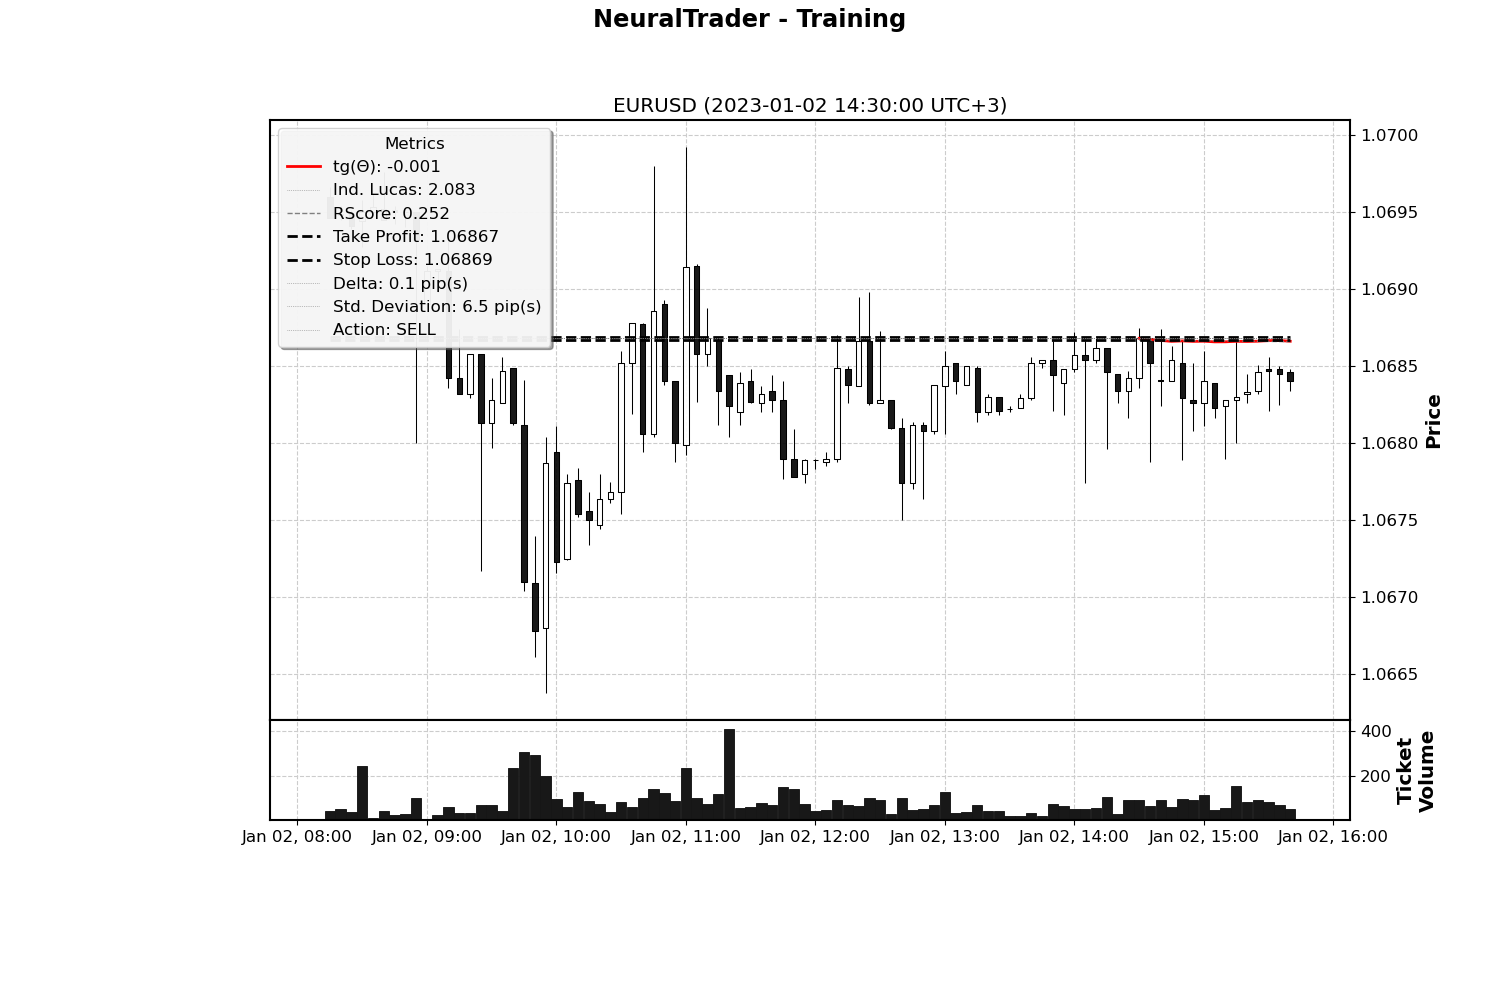 NeuralTrader - Training
EURUSD (2023-01-02 14:30:00 UTC+3)
Metrics
tg(Θ): -0.001
Ind. Lucas: 2.083
RScore: 0.252
Take Profit: 1.06867
Stop Loss: 1.06869
Delta: 0.1 pip(s)
Std. Deviation: 6.5 pip(s)
Action: SELL
1.0700
1.0695
1.0690
1.0685
1.0680
1.0675
1.0670
1.0665
Price
400
200
Ticket
Volume
Jan 02, 08:00 Jan 02, 09:00 Jan 02, 10:00 Jan 02, 11:00 Jan 02, 12:00 Jan 02, 13:00 Jan 02, 14:00 Jan 02, 15:00 Jan 02, 16:00